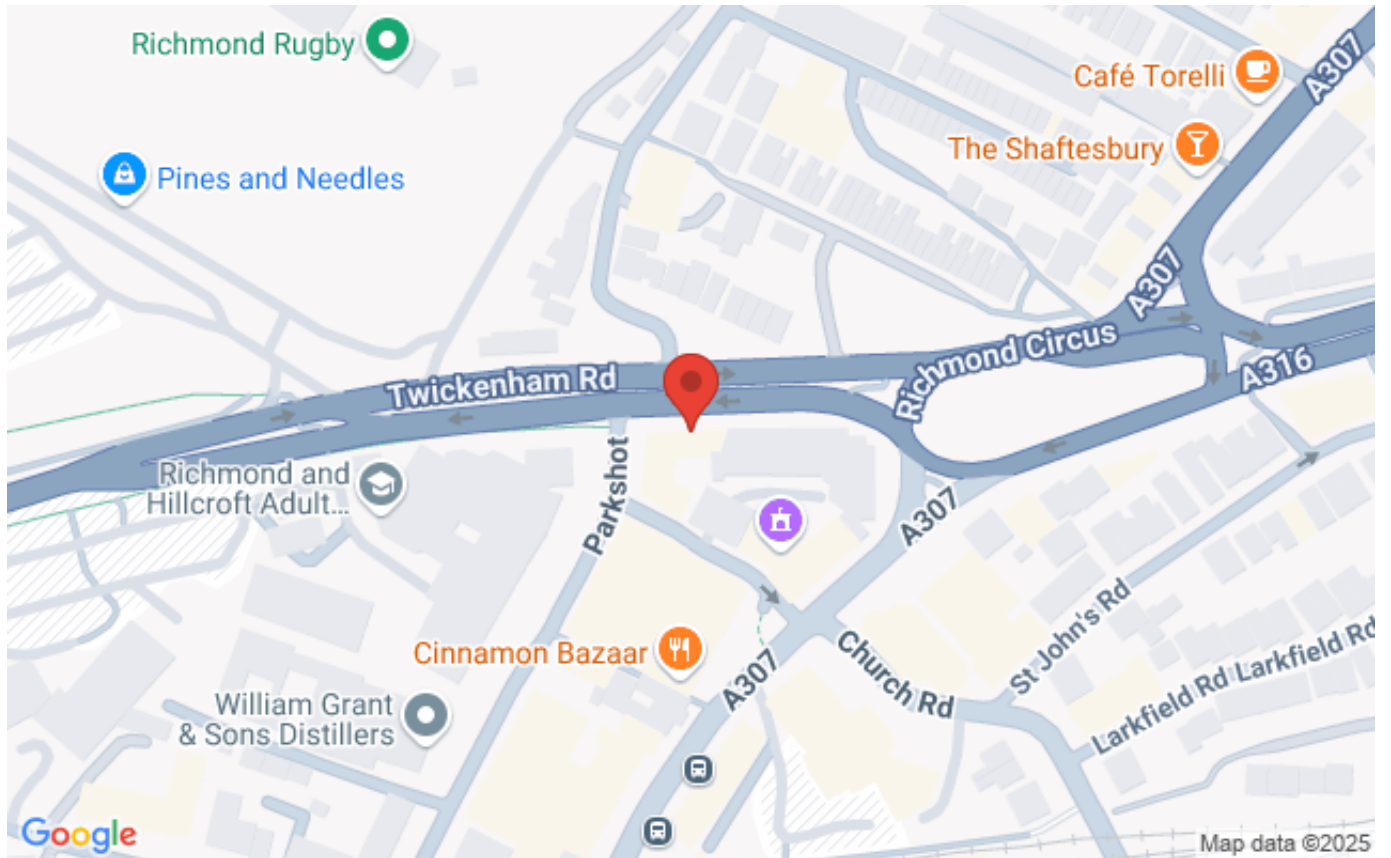 Richmond Rugby
A307
Café Torelli
The Shaftesbury
Pines and Needles
A307
Richmond Circus
Twickenham Rd
A316
Richmond and
Hillcroft Adult...
Parkshot
A307
St John's Rd
Cinnamon Bazaar
A307
Church Rd
Larkfield Rd
Larkfield Rd
William Grant
& Sons Distillers
Google
Map data ©2025